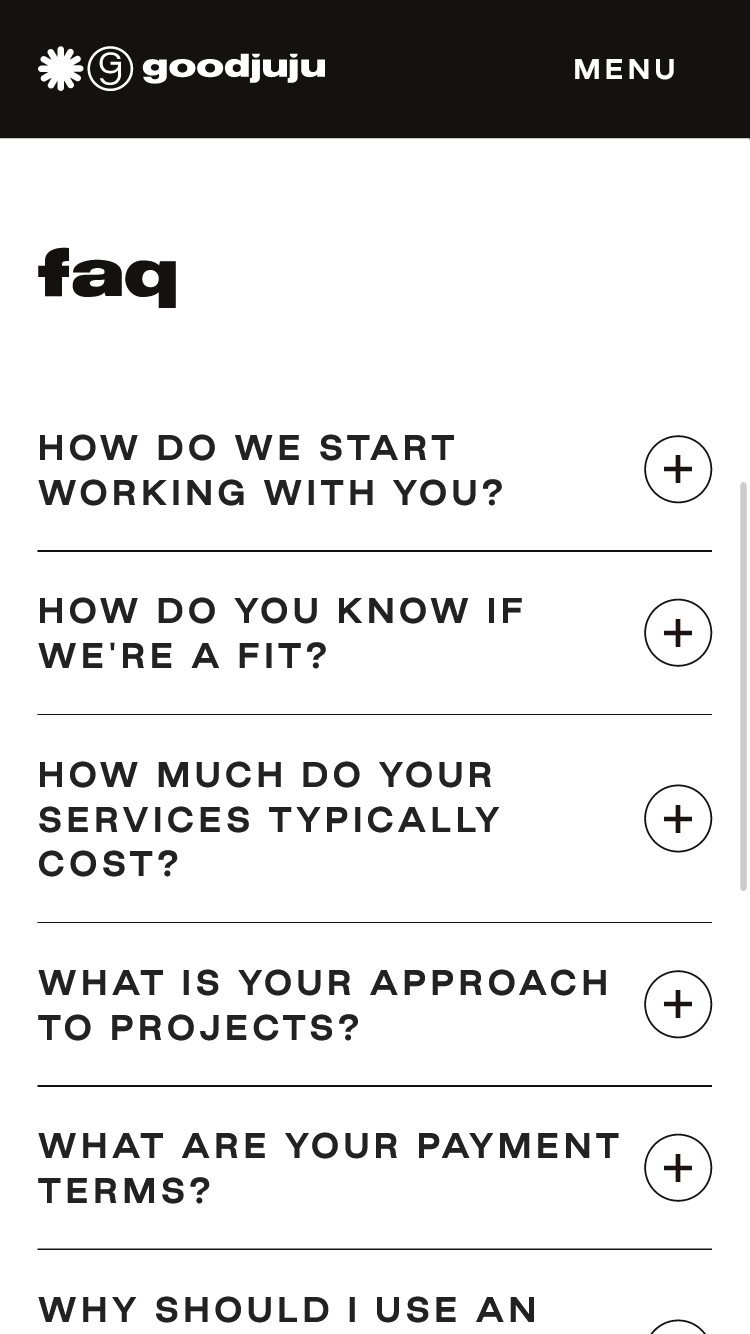 goodjuju
MENU
faq
HOW DO WE START
WORKING WITH YOU?
HOW DO YOU KNOW IF
WE'RE A FIT?
HOW MUCH DO YOUR
SERVICES TYPICALLY
COST?
WHAT IS YOUR APPROACH
TO PROJECTS?
WHAT ARE YOUR PAYMENT
TERMS?
WHY SHOULD I USE AN